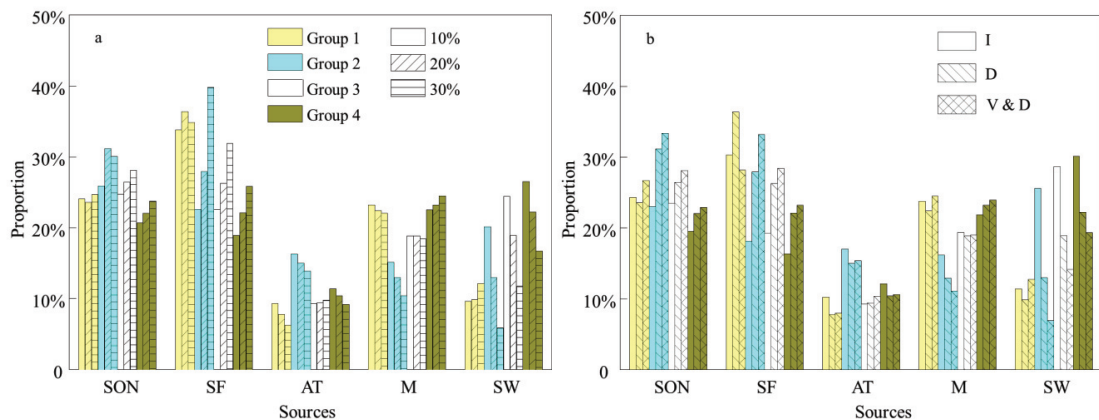 50%
40%
30%
20%
10%
0
Proportion
a
Group 1
Group 2
Group 3
Group 4
10%
20%
30%
SON SF AT M SW
Sources
50%
40%
30%
20%
10%
0
Proportion
b
I
D
V & D
SON SF AT M SW
Sources